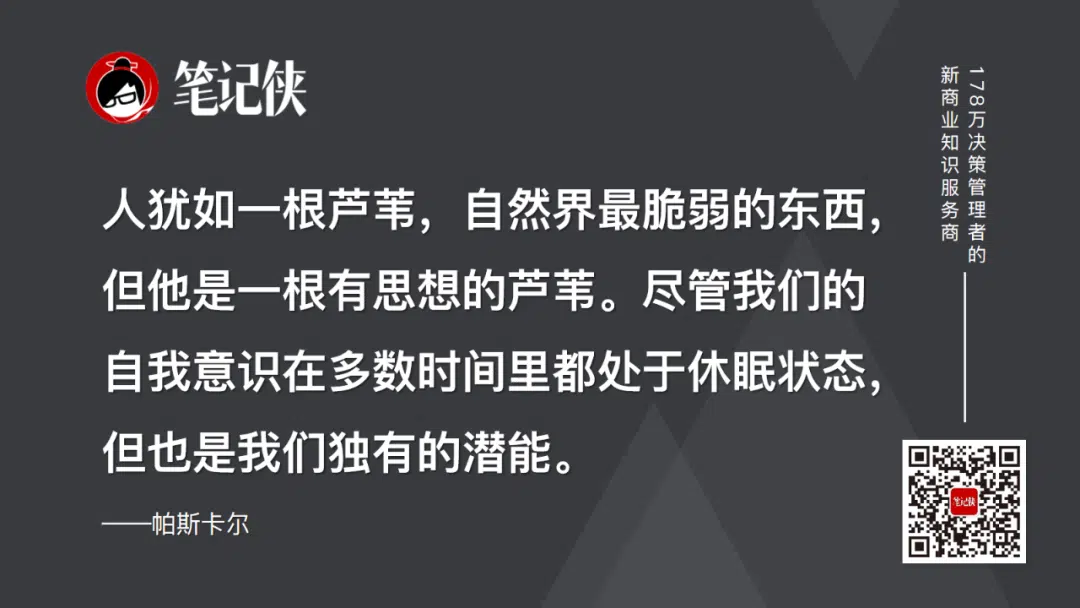 笔记侠
178万决策管理者的
新商业知识服务商
人犹如一根芦苇，自然界最脆弱的东西，
但他是一根有思想的芦苇。尽管我们的
自我意识在多数时间里都处于休眠状态，
但也是我们独有的潜能。
——帕斯卡尔
笔记侠